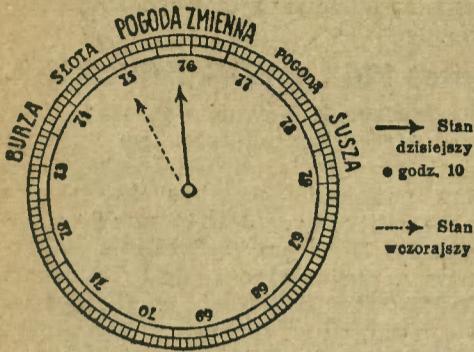 POGODA ZMIENNA
SŁOTA
POGODA
BURZA
SUSZA
76
77
78
79
67
68
69
70
71
72
73
74
75
Stan
dzisiejszy
o godz. 10
Stan
wczorajszy